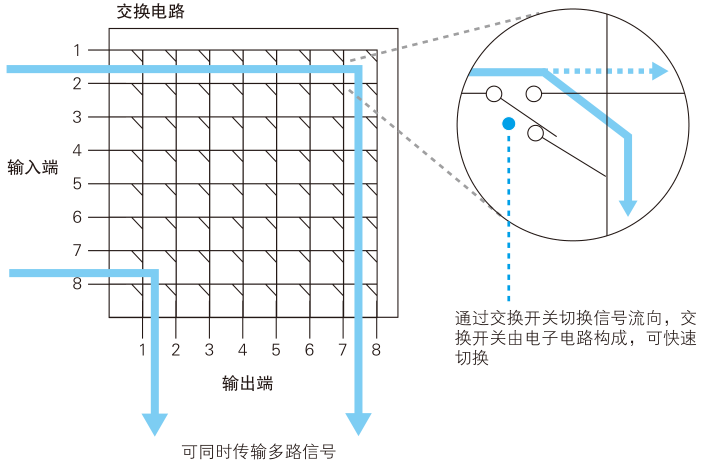 交换电路
1
2
3
4
输入端
5
6
7
8
1 2 3 4 5 6 7 8
输出端
可同时传输多路信号
通过交换开关切换信号流向，交
换开关由电子电路构成，可快速
切换